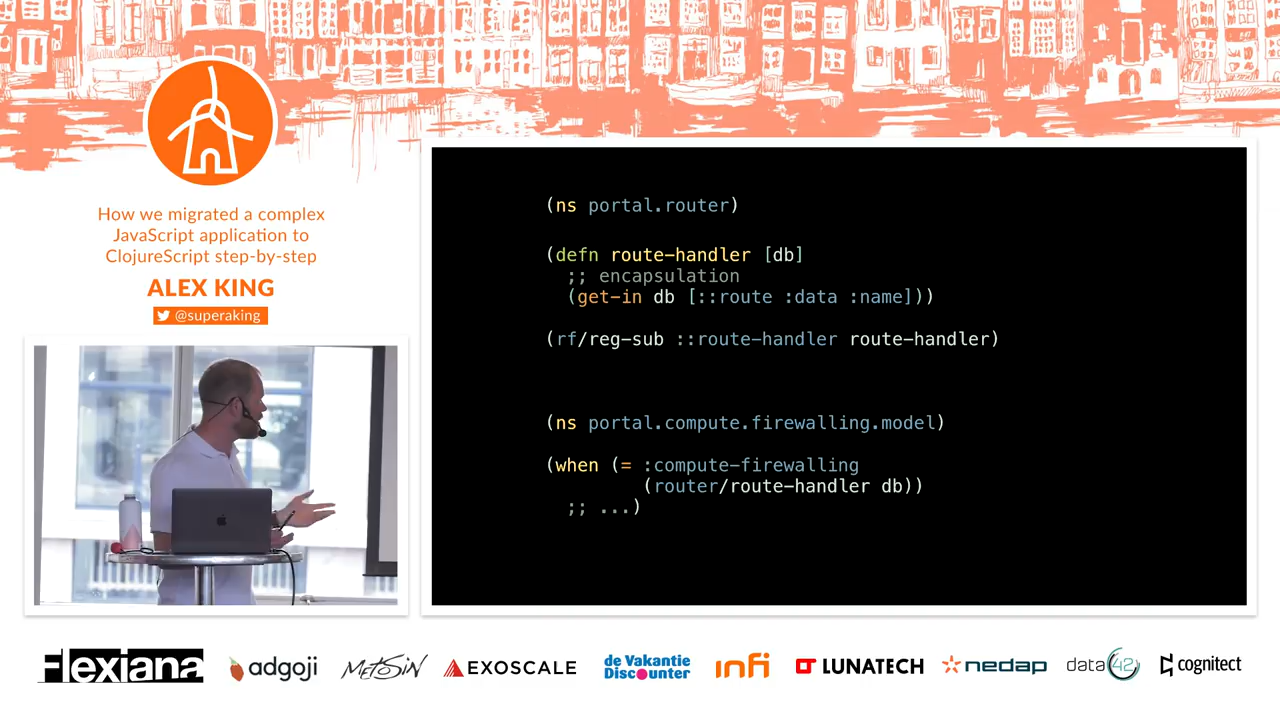 How we migrated a complex
JavaScript application to
ClojureScript step-by-step
ALEX KING
@superaking
(ns portal.router)
(defn route-handler [db]
  ;; encapsulation
  (get-in db [::route :data :name]))
(rf/reg-sub ::route-handler route-handler)
(ns portal.compute.firewalling.model)
(when (= :compute-firewalling
         (router/route-handler db))
  ;; ...)
Flexiana adgoji METOSIN EXOSCALE de Vakantie Discounter infi LUNATECH nedap data42 cognitect